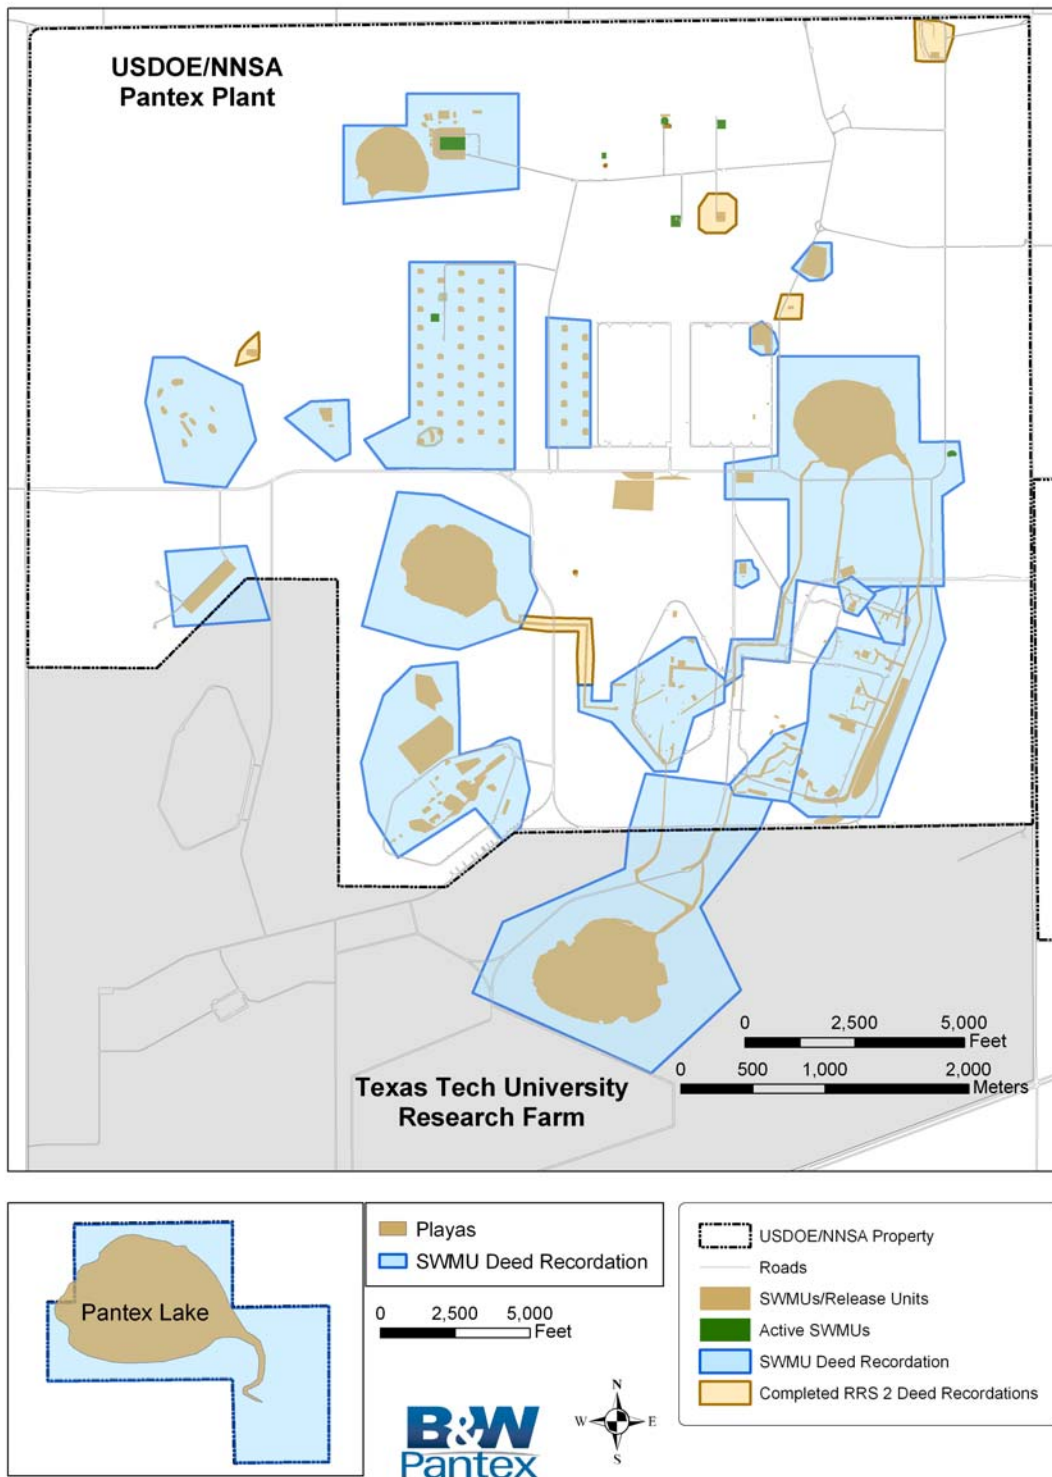 USDOE/NNSA
Pantex Plant
0 2,500 5,000
Feet
0 500 1,000 2,000
Meters
Texas Tech University
Research Farm
Pantex Lake
Playas
SWMU Deed Recordation
0 2,500 5,000
Feet
B&W
Pantex
N
W E
S
USDOE/NNSA Property
Roads
SWMUs/Release Units
Active SWMUs
SWMU Deed Recordation
Completed RRS 2 Deed Recordations